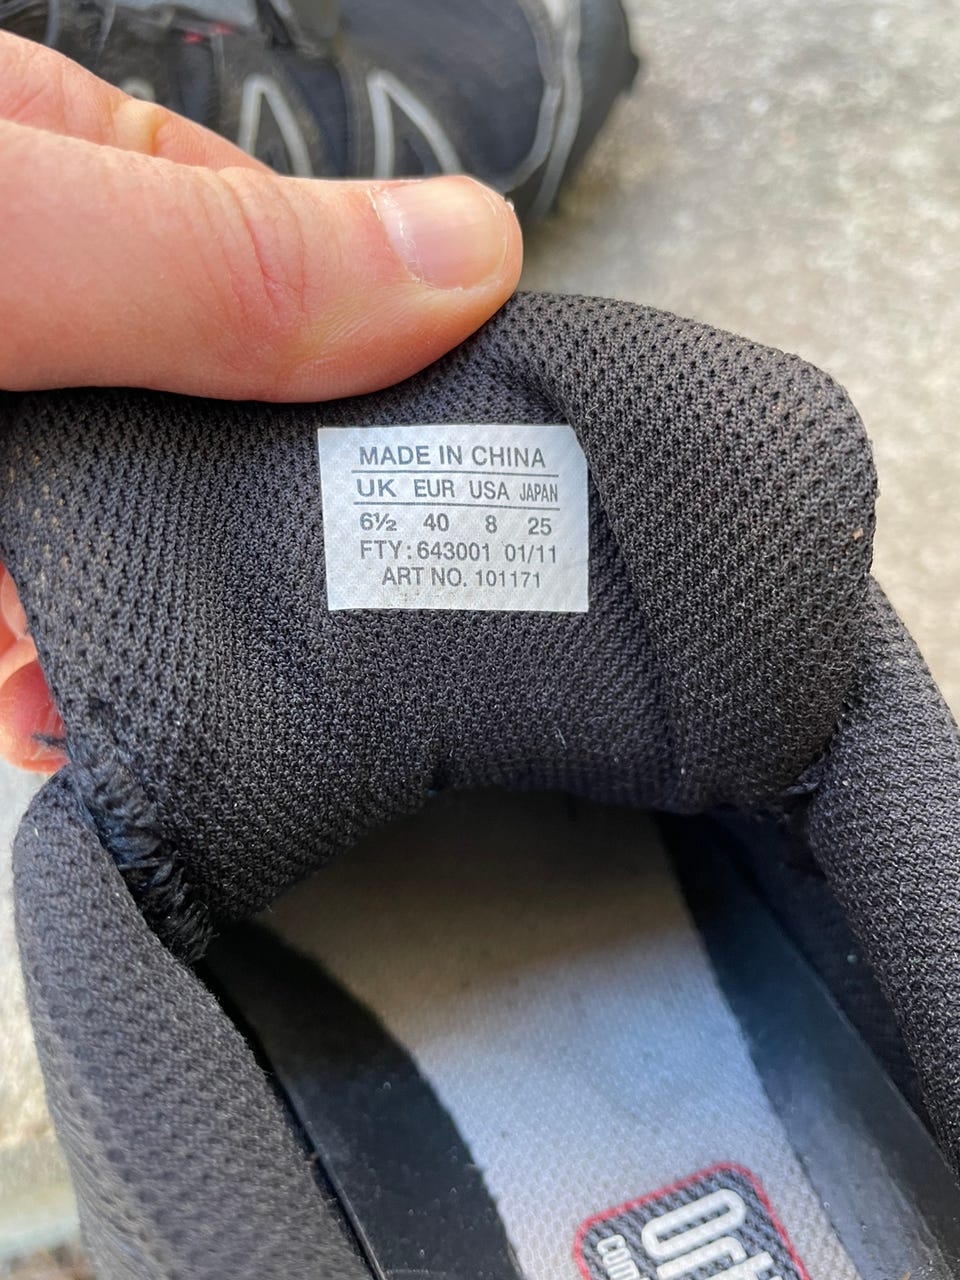 MADE IN CHINA
UK EUR USA JAPAN
6½ 40 8 25
FTY: 643001 01/11
ART NO. 101171